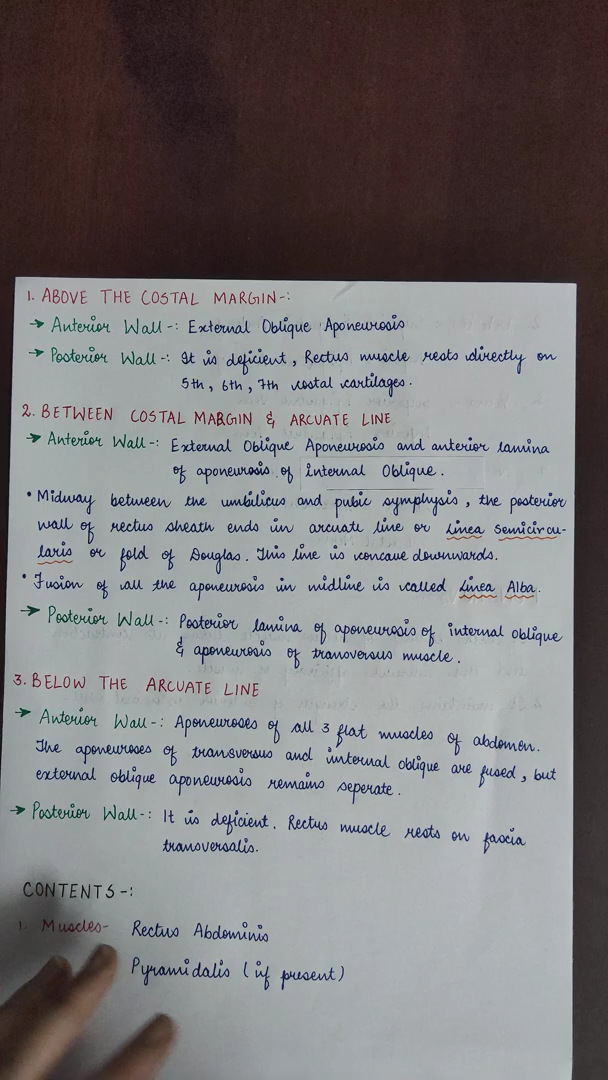 1. ABOVE THE COSTAL MARGIN-:
→ Anterior Wall-: External Oblique Aponeurosis
→ Posterior Wall-: It is deficient, Rectus muscle rests directly on
5th, 6th, 7th costal cartilages.
2. BETWEEN COSTAL MARGIN & ARCUATE LINE
→ Anterior Wall-: External Oblique Aponeurosis and anterior lamina
of aponeurosis of internal Oblique.
• Midway between the umbilicus and pubic symphysis, the posterior
wall of rectus sheath ends in arcuate line or Linea Semicircu-
laris or fold of Douglas. This line is concave downwards.
• Fusion of all the aponeurosis in midline is called Linea Alba.
→ Posterior Wall-: Posterior lamina of aponeurosis of internal oblique
& aponeurosis of transversus muscle.
3. BELOW THE ARCUATE LINE
→ Anterior Wall-: Aponeuroses of all 3 flat muscles of abdomen.
The aponeuroses of transversus and internal oblique are fused, but
external oblique aponeurosis remains seperate.
→ Posterior Wall-: It is deficient. Rectus muscle rests on fascia
transversalis.
CONTENTS-:
1. Muscles- Rectus Abdominis
Pyramidalis (if present)